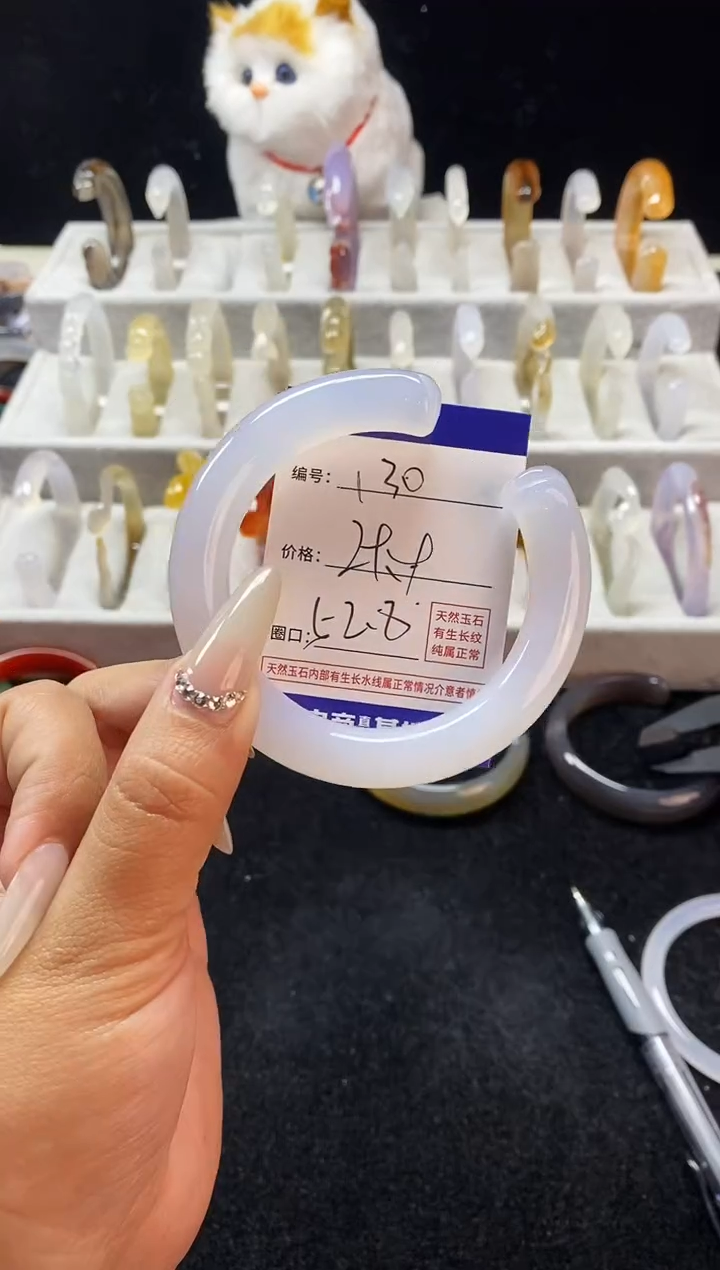 编号: 130
价格:
圈口: 52.8
天然玉石
有生长纹
纯属正常
天然玉石内部有生长水线属正常情况介意者慎